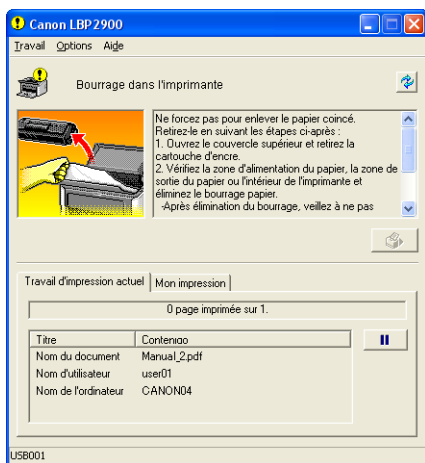 Canon LBP2900
Travail Options Aide
Bourrage dans l'imprimante
Ne forcez pas pour enlever le papier coincé.
Retirez-le en suivant les étapes ci-après :
1. Ouvrez le couvercle supérieur et retirez la
cartouche d'encre.
2. Vérifiez la zone d'alimentation du papier, la zone de
sortie du papier ou l'intérieur de l'imprimante et
éliminez le bourrage papier.
-Après élimination du bourrage, veillez à ne pas
Travail d'impression actuel Mon impression
0 page imprimée sur 1.
Titre Contenido
Nom du document Manual_2.pdf
Nom d'utilisateur user01
Nom de l'ordinateur CANON04
USB001